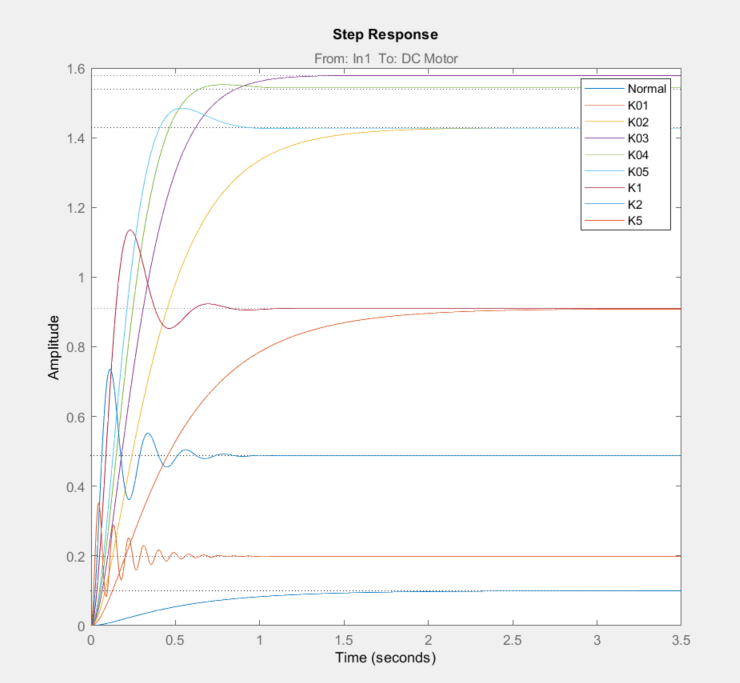 Step Response
From: In1 To: DC Motor
1.6
1.4
1.2
1
0.8
0.6
0.4
0.2
0
Amplitude
Normal
K01
K02
K03
K04
K05
K1
K2
K5
0
0.5
1
1.5
2
2.5
3
3.5
Time (seconds)